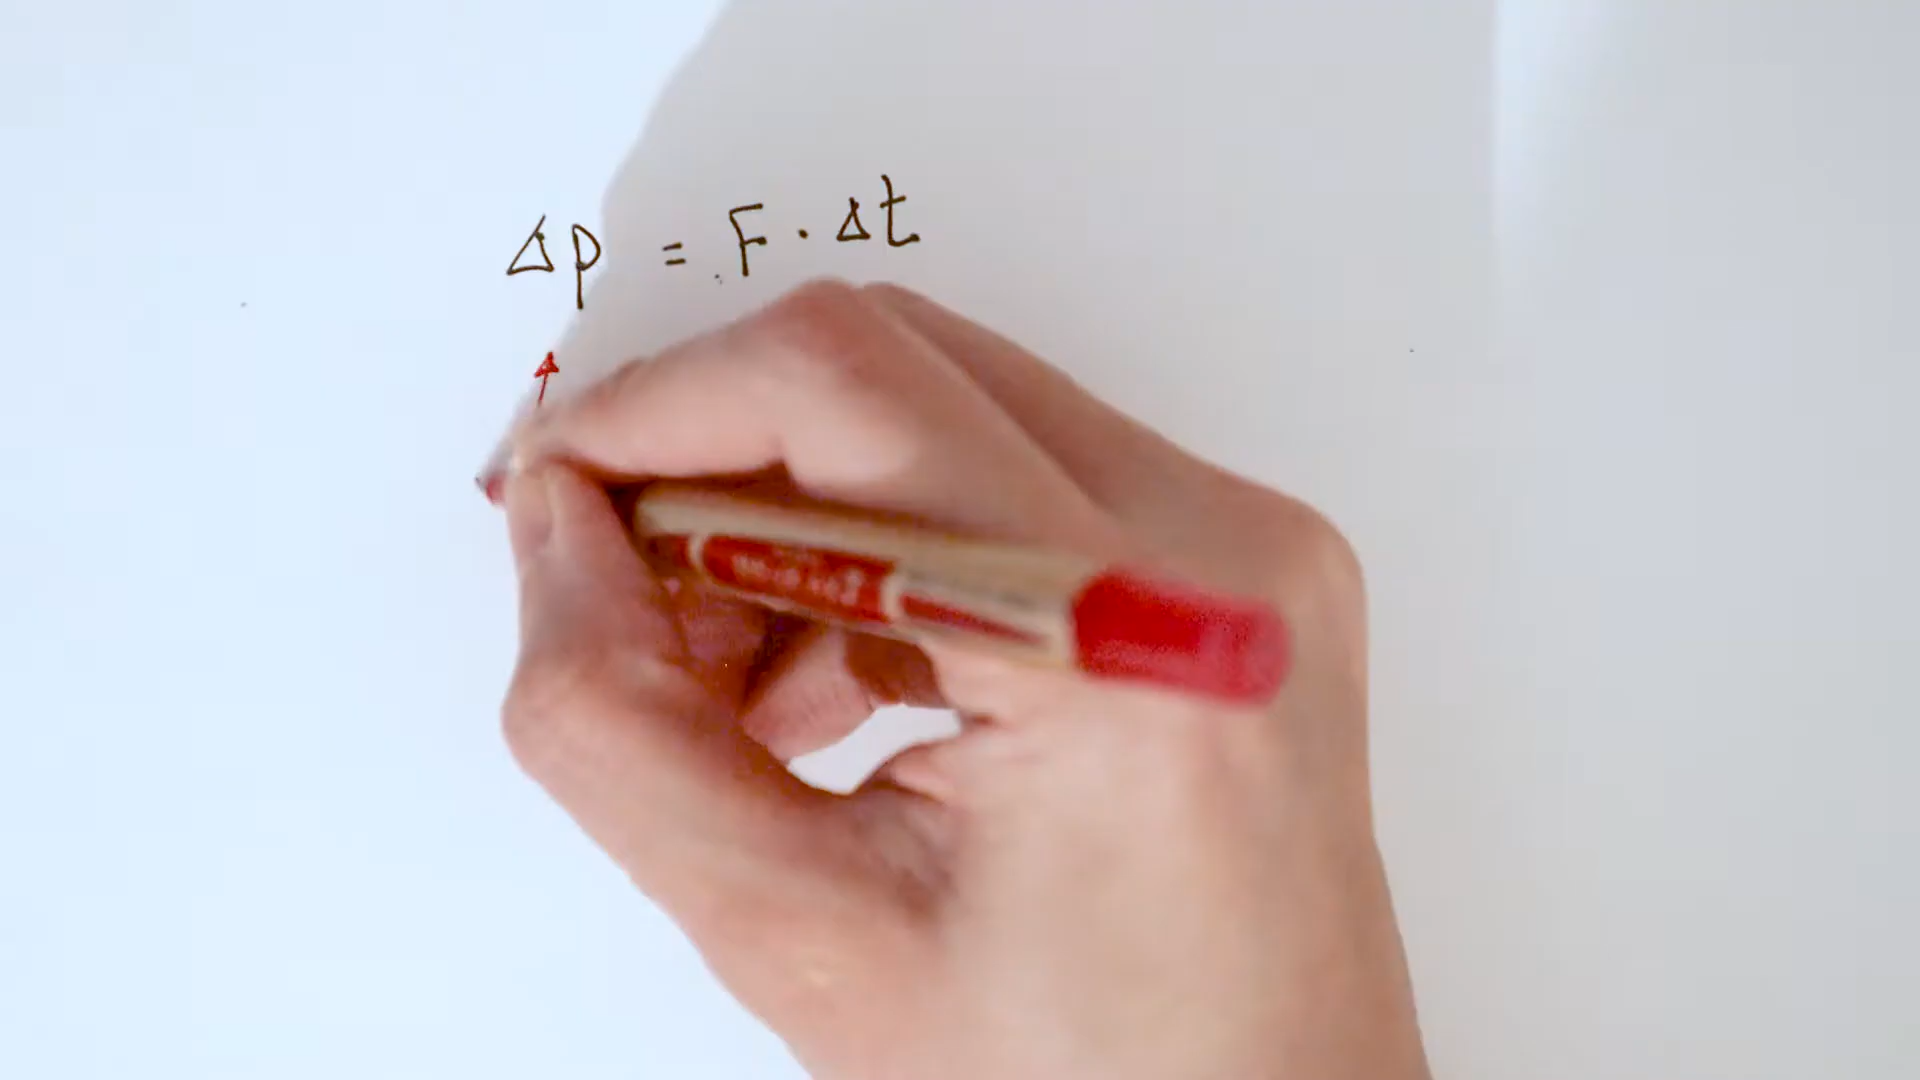 Δp = F · Δt